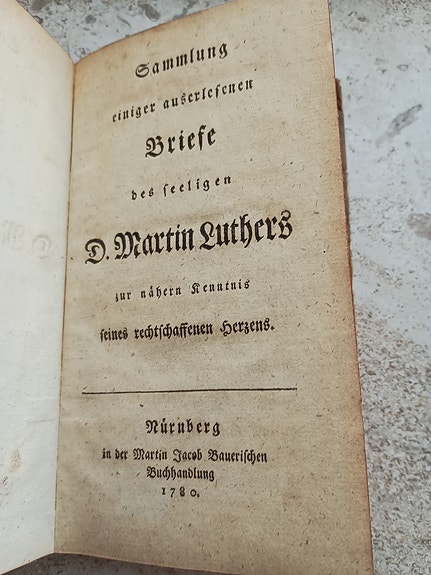 Sammlung
einiger auserleſenen
Briefe
des ſeeligen
D. Martin Luthers
zur nähern Kenntnis
ſeines rechtſchaffenen Herzens.
Nürnberg
in der Martin Jacob Baueriſchen
Buchhandlung
1780.